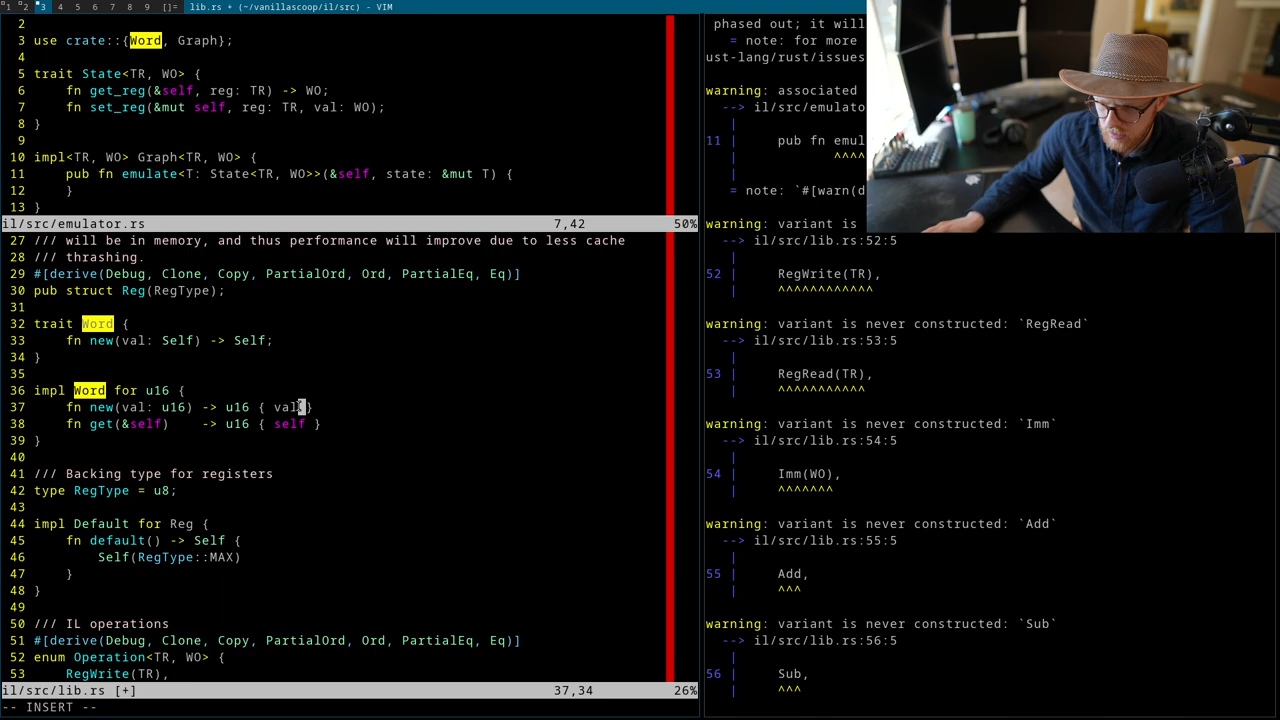 1 2 3 4 5 6 7 8 9 []= lib.rs + (~/vanillascoop/il/src) - VIM
2
3 use crate::{Word, Graph};
4
5 trait State<TR, WO> {
6     fn get_reg(&self, reg: TR) -> WO;
7     fn set_reg(&mut self, reg: TR, val: WO);
8 }
9
10 impl<TR, WO> Graph<TR, WO> {
11     pub fn emulate<T: State<TR, WO>>(&self, state: &mut T) {
12     }
13 }
il/src/emulator.rs 7,42 50%
27 /// will be in memory, and thus performance will improve due to less cache
28 /// thrashing.
29 #[derive(Debug, Clone, Copy, PartialOrd, Ord, PartialEq, Eq)]
30 pub struct Reg(RegType);
31
32 trait Word {
33     fn new(val: Self) -> Self;
34 }
35
36 impl Word for u16 {
37     fn new(val: u16) -> u16 { val }
38     fn get(&self)    -> u16 { self }
39 }
40
41 /// Backing type for registers
42 type RegType = u8;
43
44 impl Default for Reg {
45     fn default() -> Self {
46         Self(RegType::MAX)
47     }
48 }
49
50 /// IL operations
51 #[derive(Debug, Clone, Copy, PartialOrd, Ord, PartialEq, Eq)]
52 enum Operation<TR, WO> {
53     RegWrite(TR),
il/src/lib.rs [+] 37,34 26%
-- INSERT --
phased out; it will
= note: for more
ust-lang/rust/issues
warning: associated
--> il/src/emulato
|
11 | pub fn emul
| ^^^^
|
= note: `#[warn(d
warning: variant is
--> il/src/lib.rs:52:5
|
52 | RegWrite(TR),
| ^^^^^^^^^^^^
warning: variant is never constructed: `RegRead`
--> il/src/lib.rs:53:5
|
53 | RegRead(TR),
| ^^^^^^^^^^^
warning: variant is never constructed: `Imm`
--> il/src/lib.rs:54:5
|
54 | Imm(WO),
| ^^^^^^^
warning: variant is never constructed: `Add`
--> il/src/lib.rs:55:5
|
55 | Add,
| ^^^
warning: variant is never constructed: `Sub`
--> il/src/lib.rs:56:5
|
56 | Sub,
| ^^^